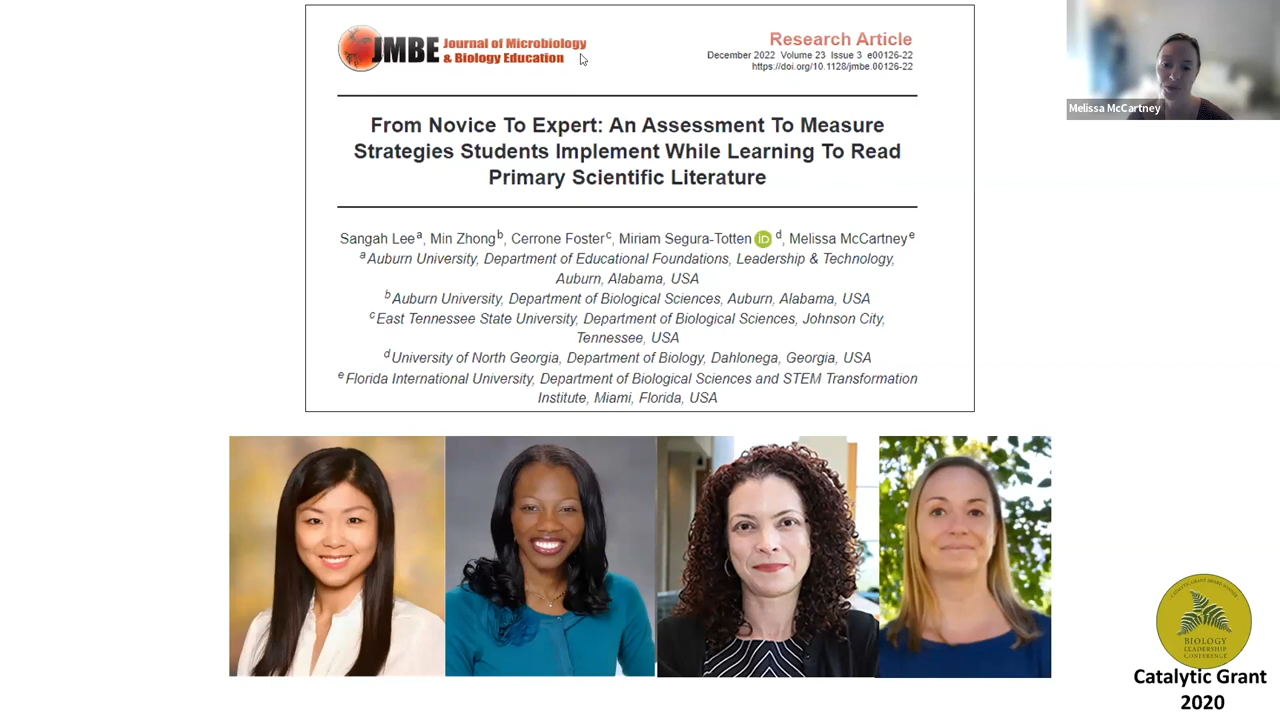 JMBE Journal of Microbiology
& Biology Education
Research Article
December 2022 Volume 23 Issue 3 e00126-22
https://doi.org/10.1128/jmbe.00126-22
From Novice To Expert: An Assessment To Measure
Strategies Students Implement While Learning To Read
Primary Scientific Literature
Sangah Lee a, Min Zhong b, Cerrone Foster c, Miriam Segura-Totten iD d, Melissa McCartney e
a Auburn University, Department of Educational Foundations, Leadership & Technology,
Auburn, Alabama, USA
b Auburn University, Department of Biological Sciences, Auburn, Alabama, USA
c East Tennessee State University, Department of Biological Sciences, Johnson City,
Tennessee, USA
d University of North Georgia, Department of Biology, Dahlonega, Georgia, USA
e Florida International University, Department of Biological Sciences and STEM Transformation
Institute, Miami, Florida, USA
Melissa McCartney
CATALYTIC GRANT AWARD WINNER
BIOLOGY
LEADERSHIP
CONFERENCE
Catalytic Grant
2020